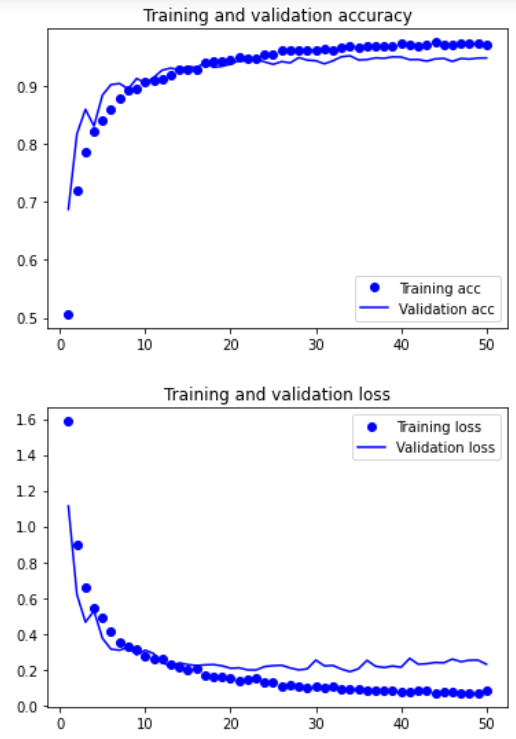 Training and validation accuracy
0.9
0.8
0.7
0.6
0.5
Training acc
Validation acc
0 10 20 30 40 50
Training and validation loss
1.6
1.4
1.2
1.0
0.8
0.6
0.4
0.2
0.0
Training loss
Validation loss
0 10 20 30 40 50